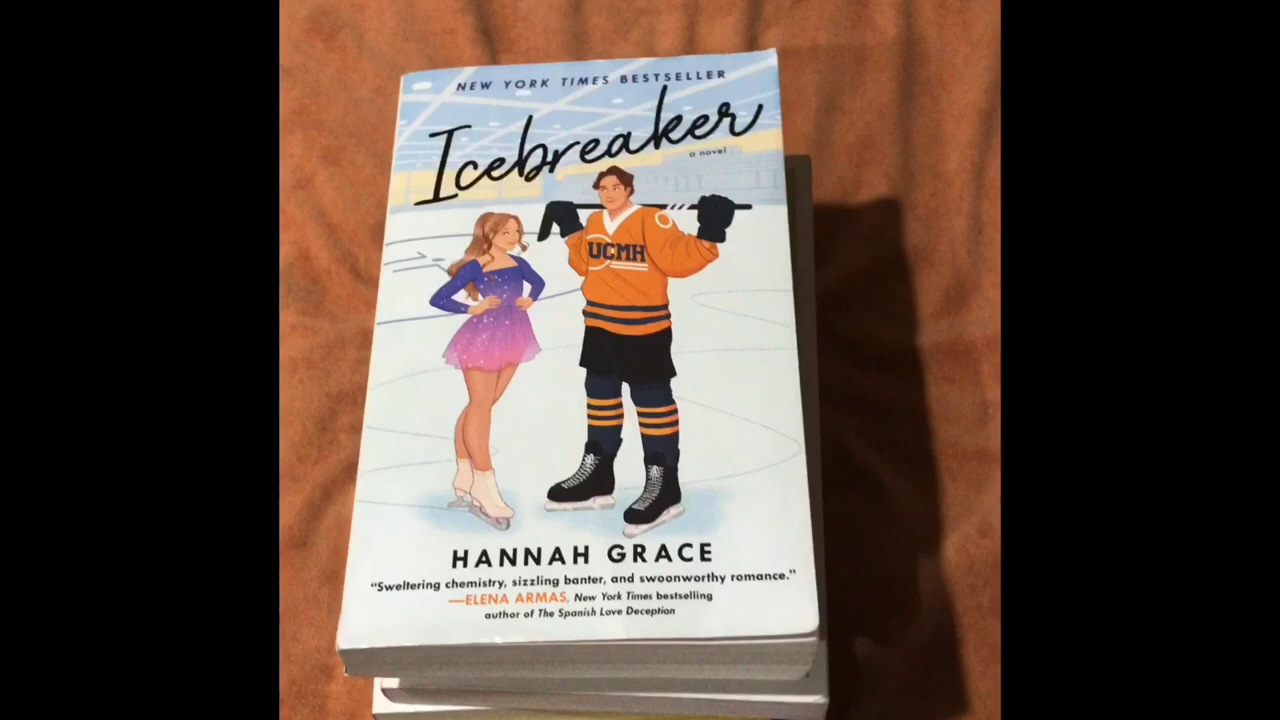 NEW YORK TIMES BESTSELLER
Icebreaker
a novel
UCMH
HANNAH GRACE
“Sweltering chemistry, sizzling banter, and swoonworthy romance.”
—ELENA ARMAS, New York Times bestselling
author of The Spanish Love Deception